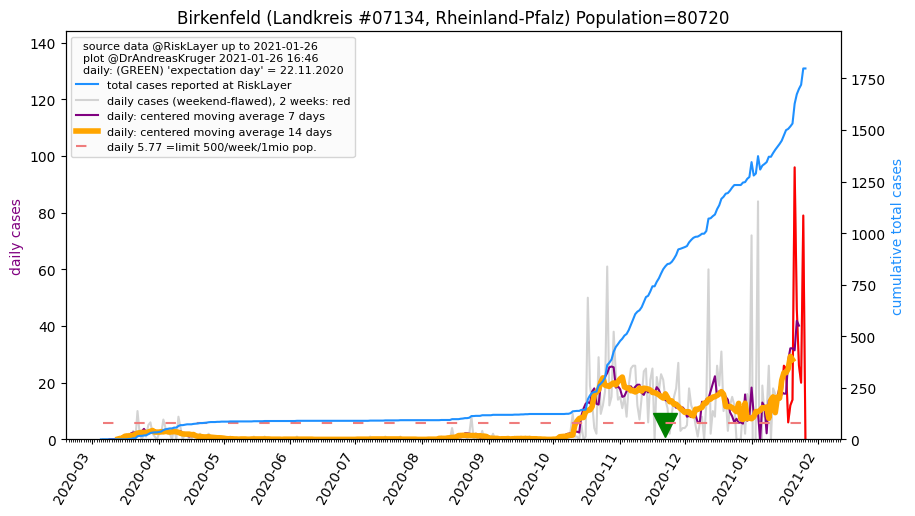 Birkenfeld (Landkreis #07134, Rheinland-Pfalz) Population=80720
source data @RiskLayer up to 2021-01-26
plot @DrAndreasKruger 2021-01-26 16:46
daily: (GREEN) 'expectation day' = 22.11.2020
total cases reported at RiskLayer
daily cases (weekend-flawed), 2 weeks: red
daily: centered moving average 7 days
daily: centered moving average 14 days
daily 5.77 =limit 500/week/1mio pop.
daily cases
140
120
100
80
60
40
20
0
cumulative total cases
1750
1500
1250
1000
750
500
250
0
2020-03
2020-04
2020-05
2020-06
2020-07
2020-08
2020-09
2020-10
2020-11
2020-12
2021-01
2021-02